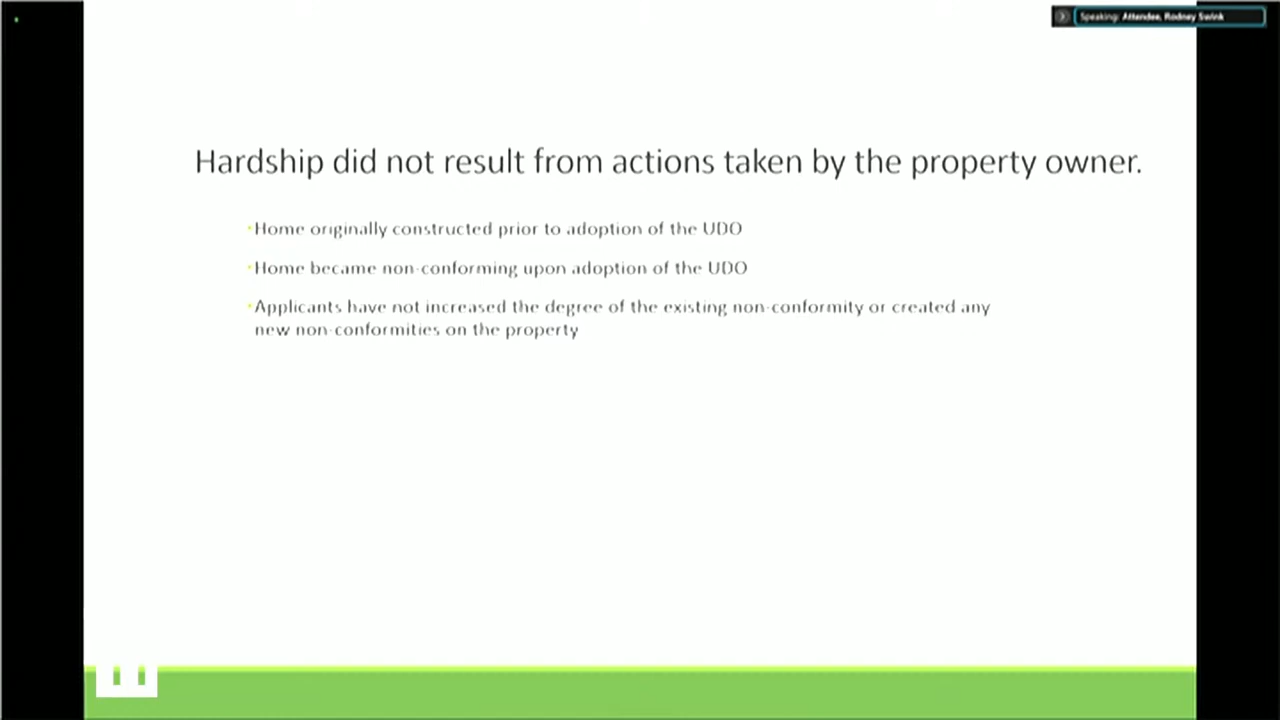 Speaking: Attendee, Rodney Swink
Hardship did not result from actions taken by the property owner.
Home originally constructed prior to adoption of the UDO
Home became non-conforming upon adoption of the UDO
Applicants have not increased the degree of the existing non-conformity or created any
new non-conformities on the property